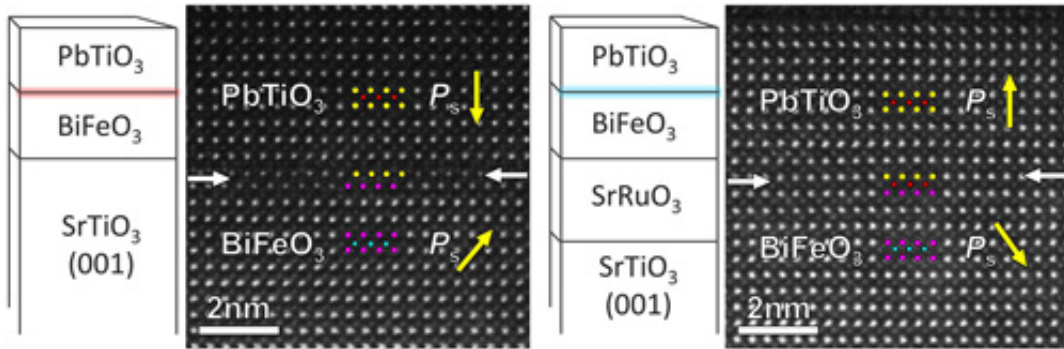 PbTiO₃
BiFeO₃
SrTiO₃
(001)
PbTiO₃ Pₛ
BiFeO₃ Pₛ
2nm
PbTiO₃
BiFeO₃
SrRuO₃
SrTiO₃
(001)
PbTiO₃ Pₛ
BiFeO₃ Pₛ
2nm